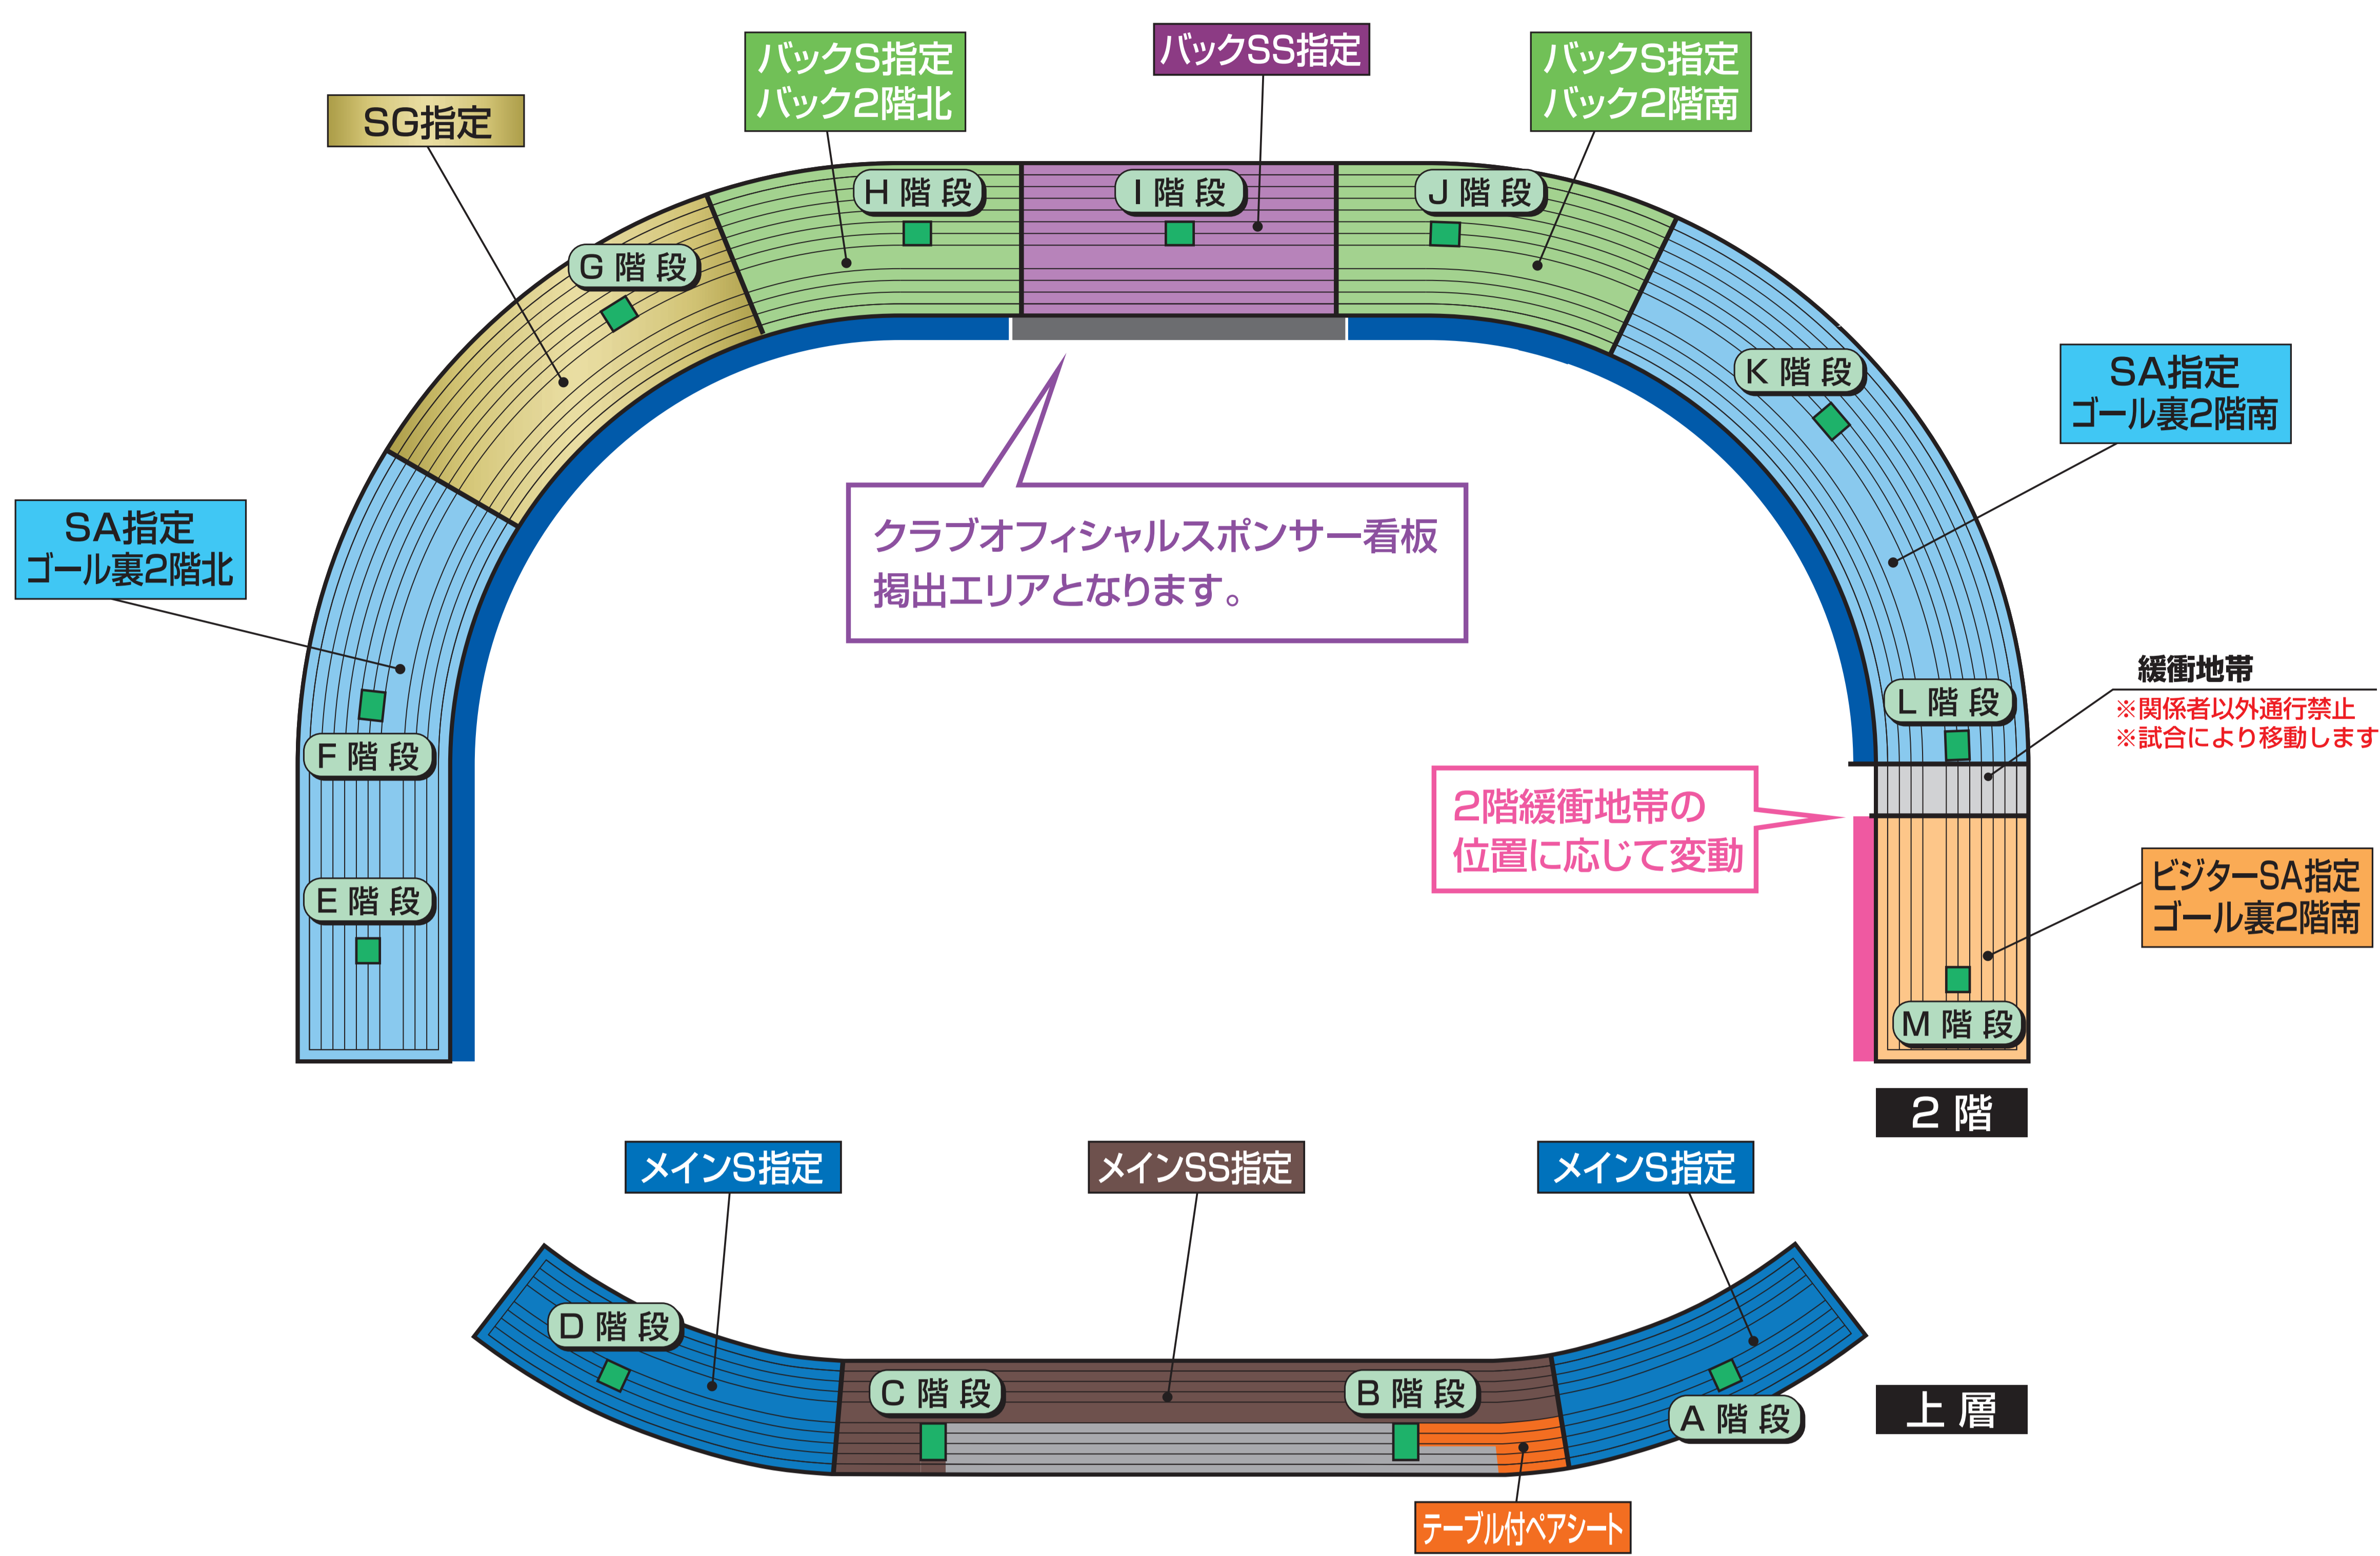 バックSS指定
バックS指定
バック2階北
バックS指定
バック2階南
SG指定
H 階 段
I 階 段
J 階 段
G 階 段
K 階 段
SA指定
ゴール裏2階南
SA指定
ゴール裏2階北
クラブオフィシャルスポンサー看板
掲出エリアとなります。
緩衝地帯
※関係者以外通行禁止
※試合により移動します
L 階 段
F 階 段
2階緩衝地帯の
位置に応じて変動
E 階 段
ビジターSA指定
ゴール裏2階南
M 階 段
2 階
メインS指定
メインSS指定
メインS指定
D 階 段
C 階 段
B 階 段
A 階 段
上 層
テーブル付ペアシート